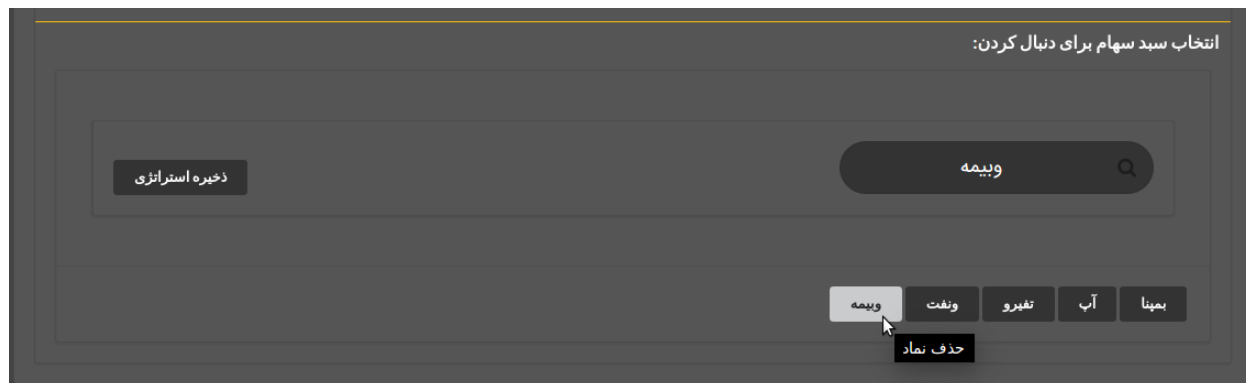 انتخاب سبد سهام برای دنبال کردن:
وبیمه
ذخیره استراتژی
بمپنا
آپ
تفیرو
ونفت
وبیمه
حذف نماد